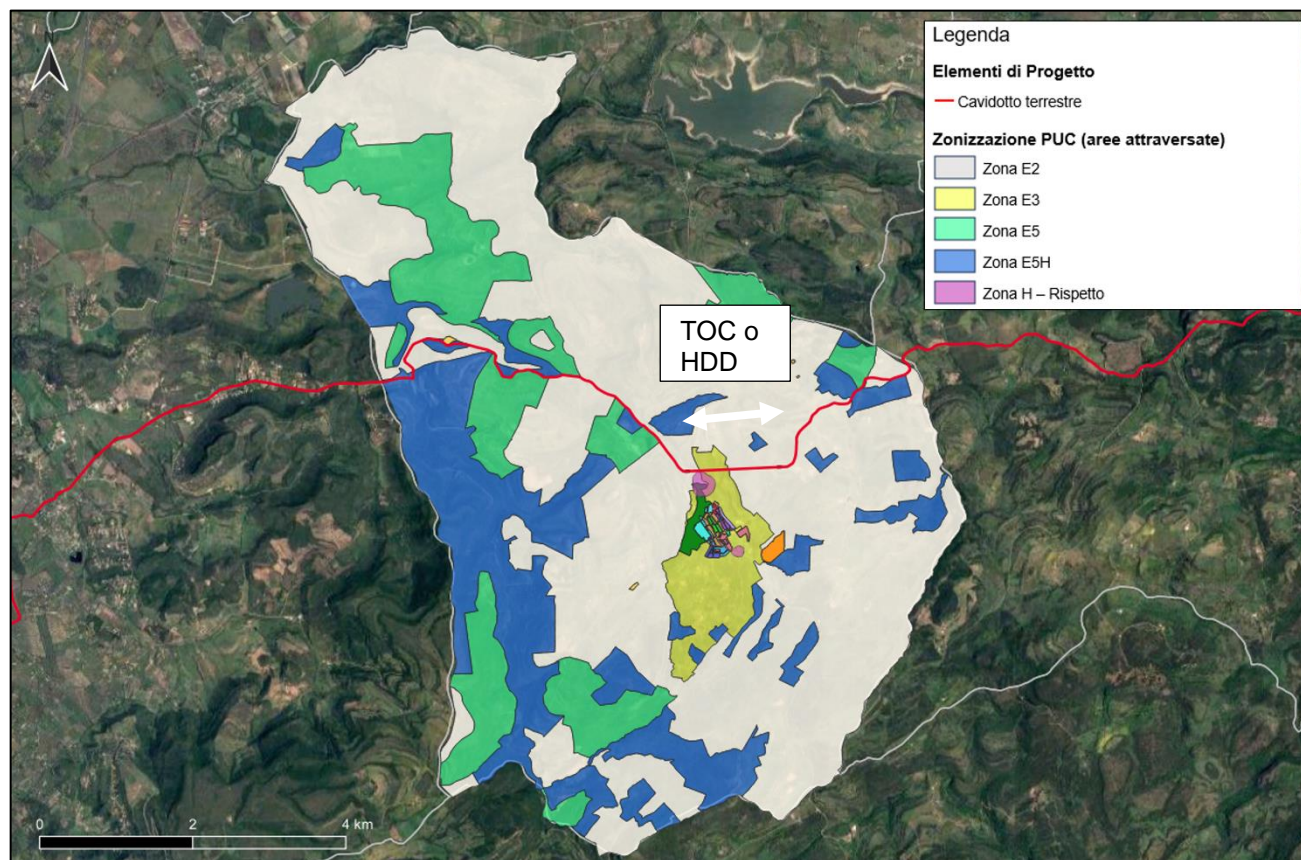 Legenda
Elementi di Progetto
Cavidotto terrestre
Zonizzazione PUC (aree attraversate)
Zona E2
Zona E3
Zona E5
Zona E5H
Zona H – Rispetto
TOC o
HDD
0 2 4 km